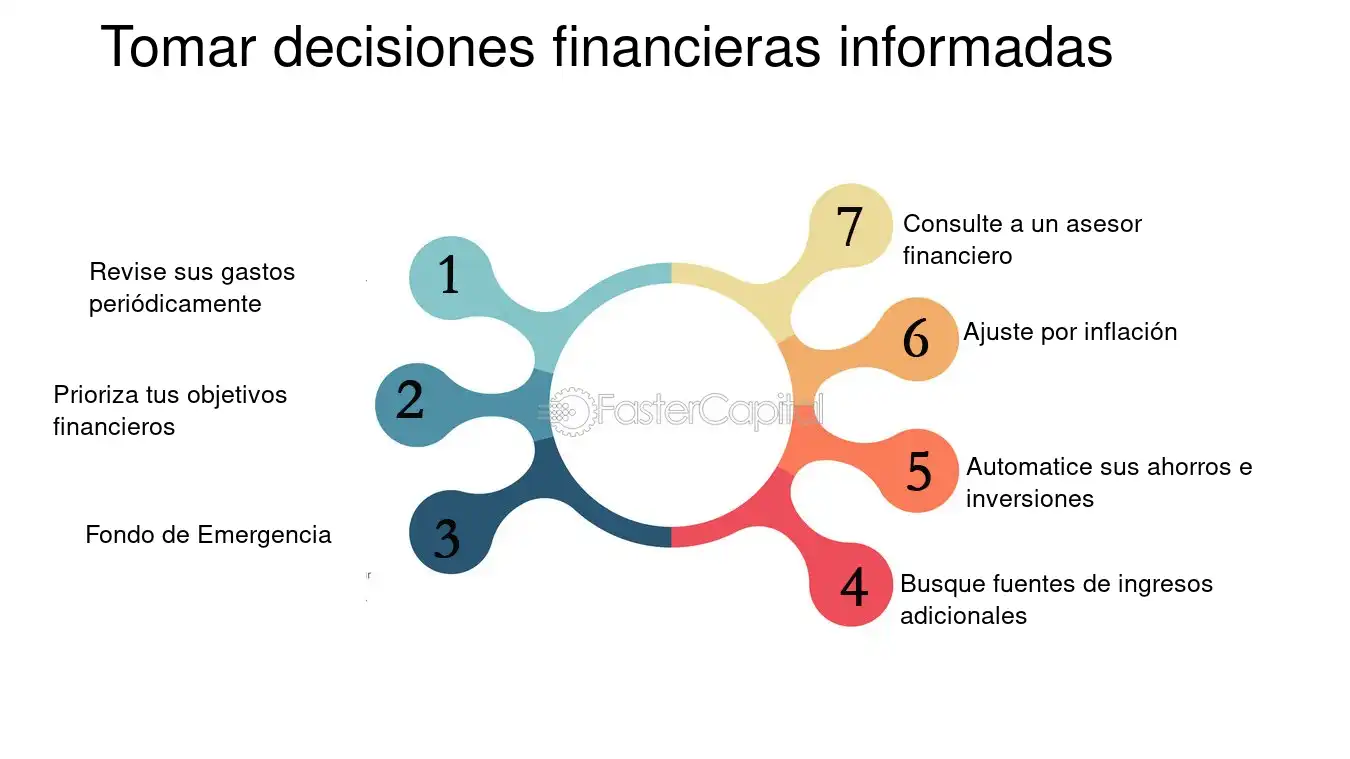 Tomar decisiones financieras informadas
1
Revise sus gastos
periódicamente
2
Prioriza tus objetivos
financieros
3
Fondo de Emergencia
4
Busque fuentes de ingresos
adicionales
5
Automatice sus ahorros e
inversiones
6
Ajuste por inflación
7
Consulte a un asesor
financiero
FasterCapital